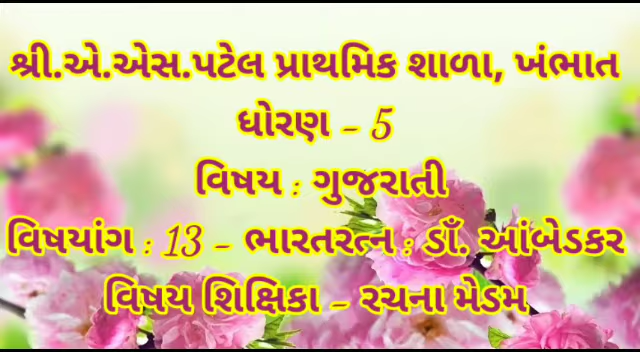 શ્રી.એ.એસ.પટેલ પ્રાથમિક શાળા, ખંભાત
ધોરણ - 5
વિષય : ગુજરાતી
વિષયાંગ : 13 - ભારતરત્ન : ડૉં. આંબેડકર
વિષય શિક્ષિકા - રચના મેડમ